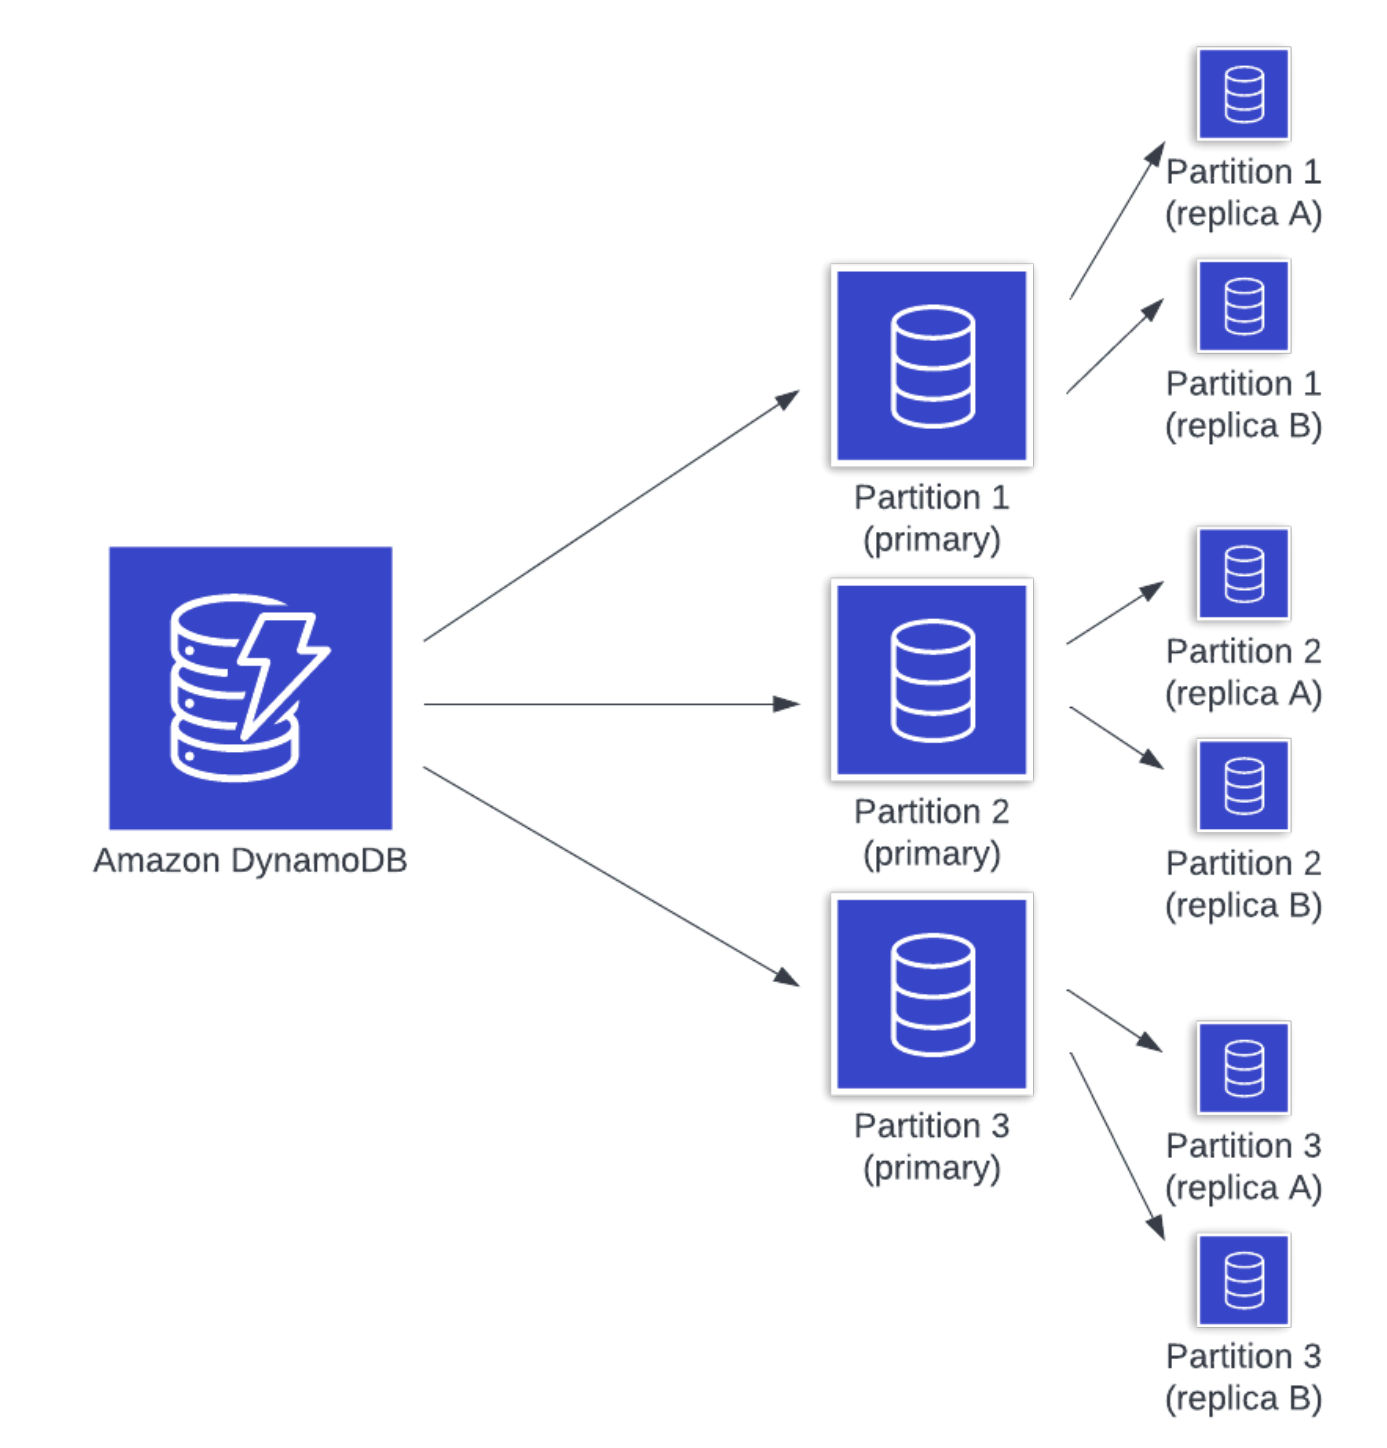 Partition 1
(replica A)
Partition 1
(replica B)
Partition 1
(primary)
Partition 2
(replica A)
Partition 2
(replica B)
Partition 2
(primary)
Amazon DynamoDB
Partition 3
(primary)
Partition 3
(replica A)
Partition 3
(replica B)